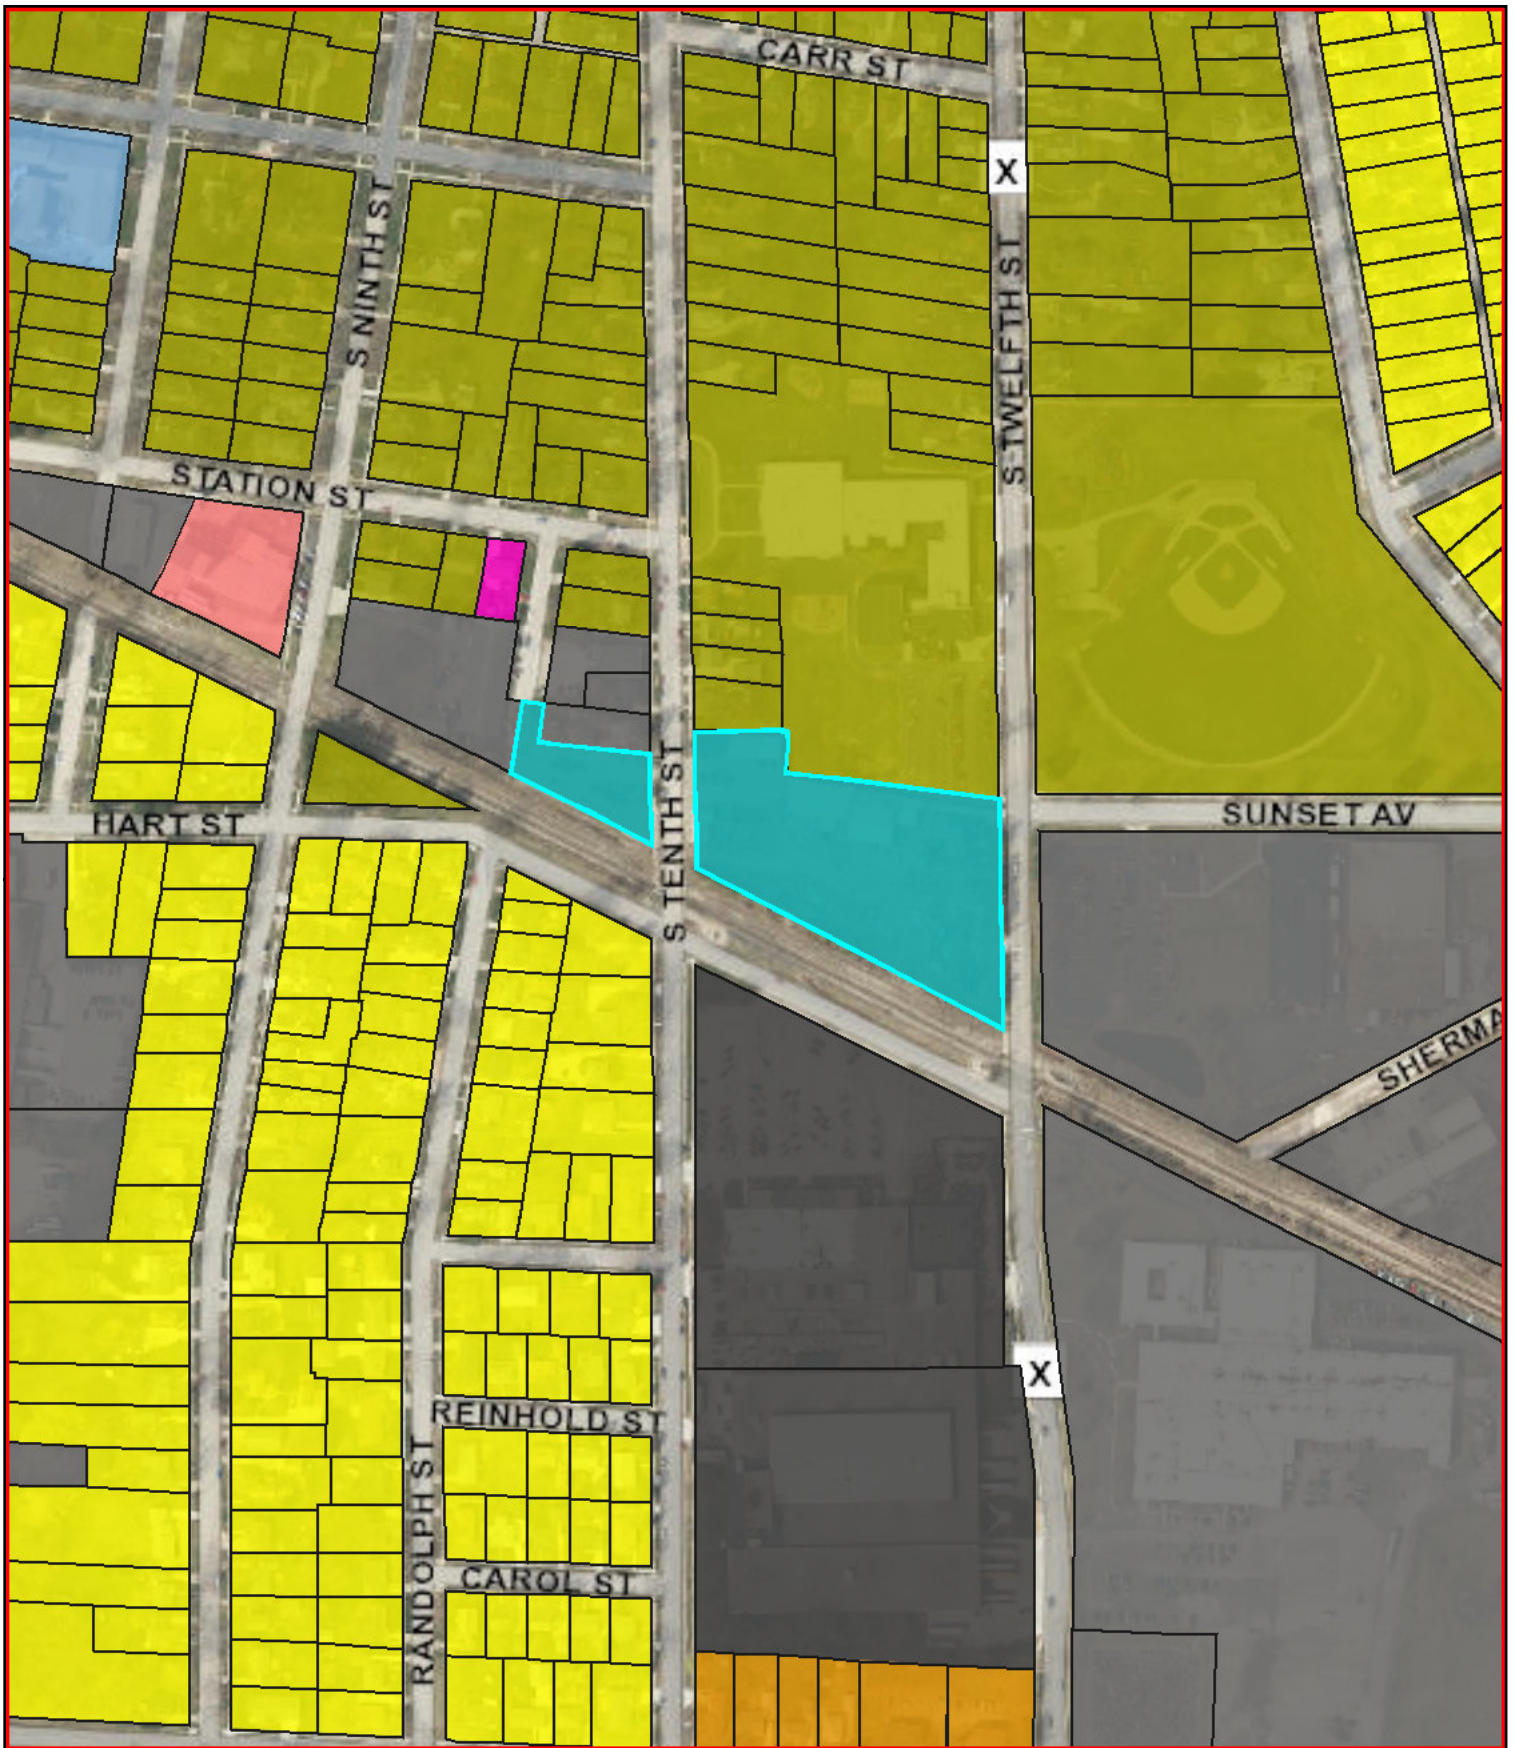 CARR ST
X
S NINTH ST
S TWELFTH ST
STATION ST
S TENTH ST
SUNSET AV
HART ST
SHERMA
X
REINHOLD ST
RANDOLPH ST
CAROL ST